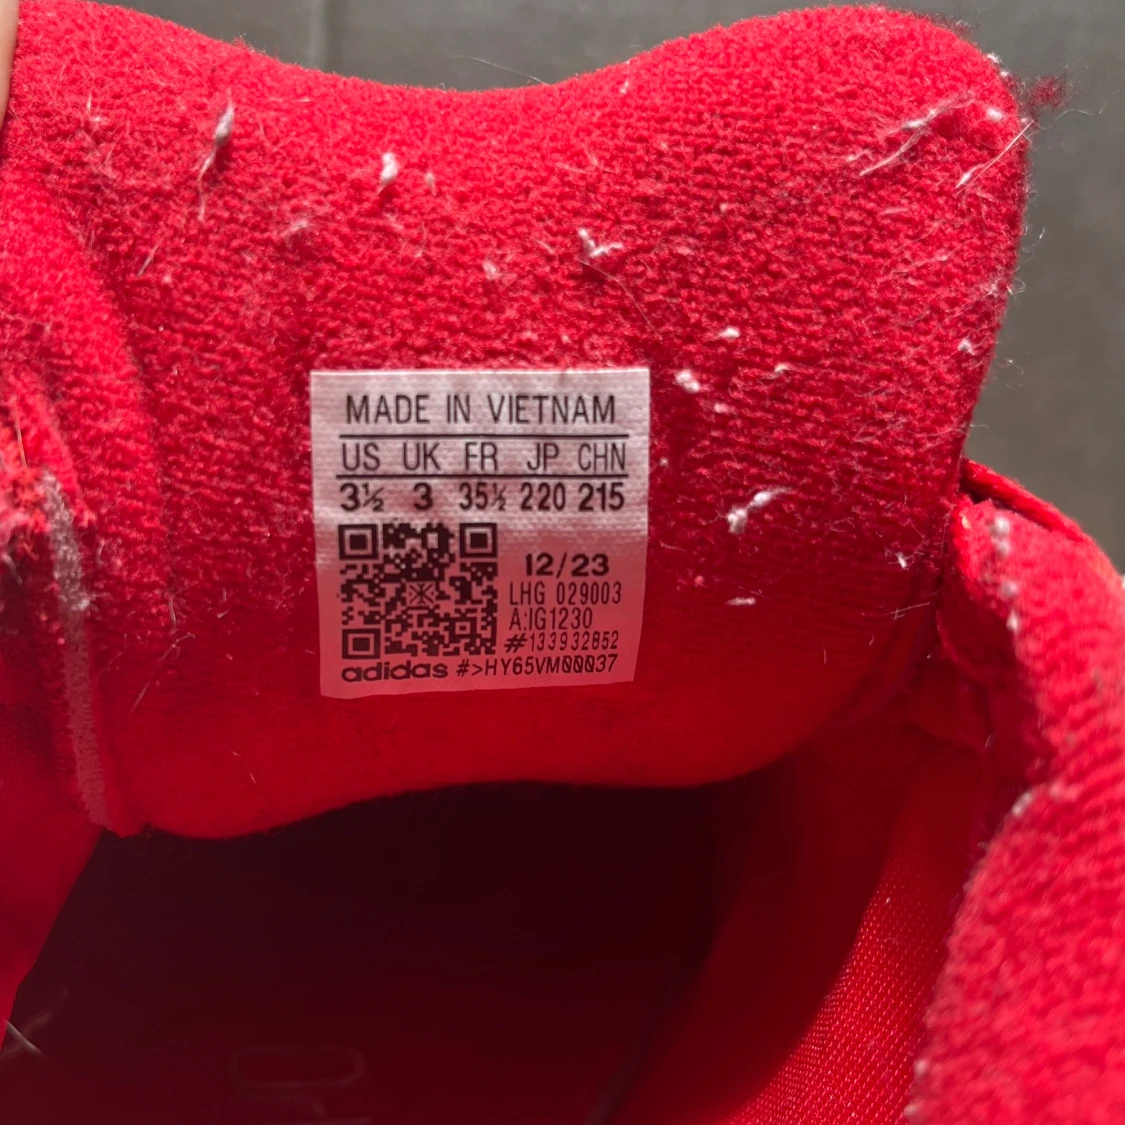 MADE IN VIETNAM
US UK FR JP CHN
3½ 3 35½ 220 215
12/23
LHG 029003
A:IG1230
#133932852
adidas #>HY65VM00037